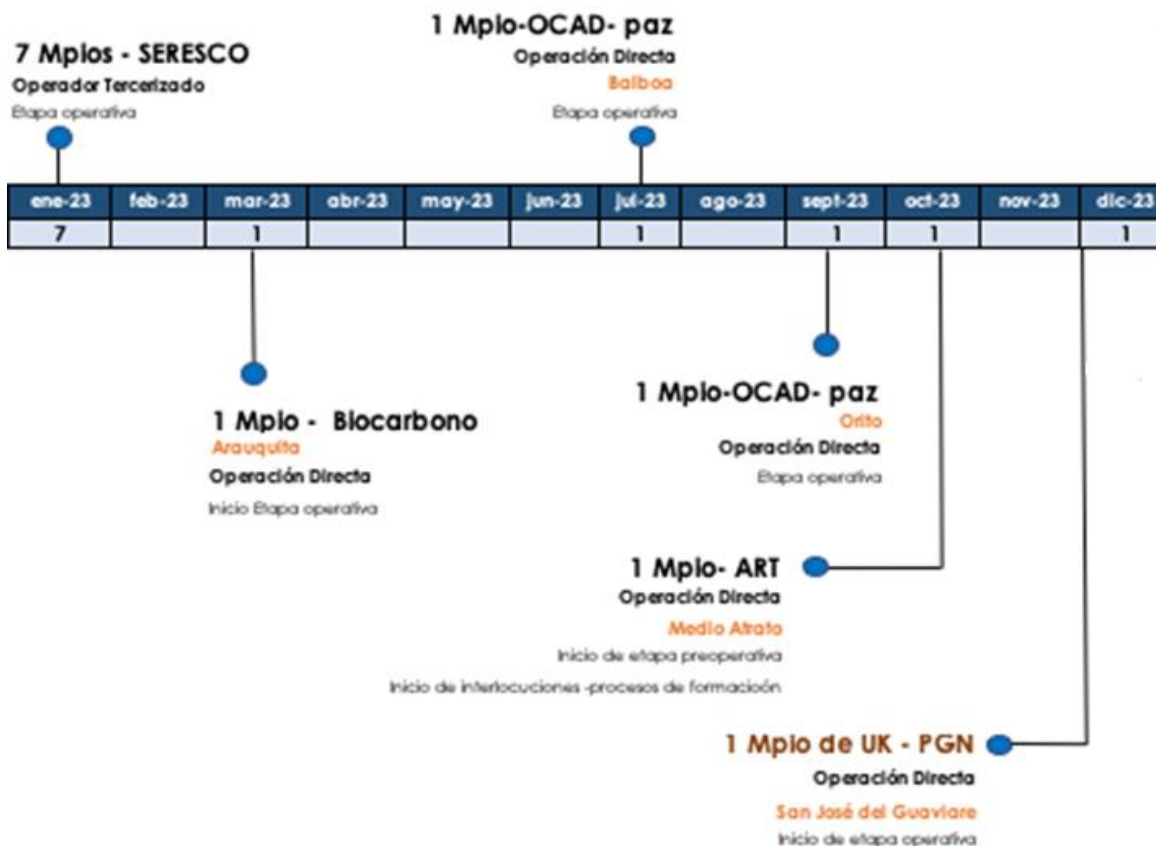 7 Mpios - SERESCO
Operador Tercerizado
Etapa operativa
1 Mpio-OCAD- paz
Operación Directa
Balboa
Etapa operativa
ene-23 feb-23 mar-23 abr-23 may-23 jun-23 jul-23 ago-23 sept-23 oct-23 nov-23 dic-23
7 1 1 1 1 1
1 Mpio - Biocarbono
Arauquita
Operación Directa
Inicio Etapa operativa
1 Mpio-OCAD- paz
Orito
Operación Directa
Etapa operativa
1 Mpio- ART
Operación Directa
Medio Atrato
Inicio de etapa preoperativa
Inicio de interlocuciones -procesos de formacioón
1 Mpio de UK - PGN
Operación Directa
San José del Guaviare
Inicio de etapa operativa